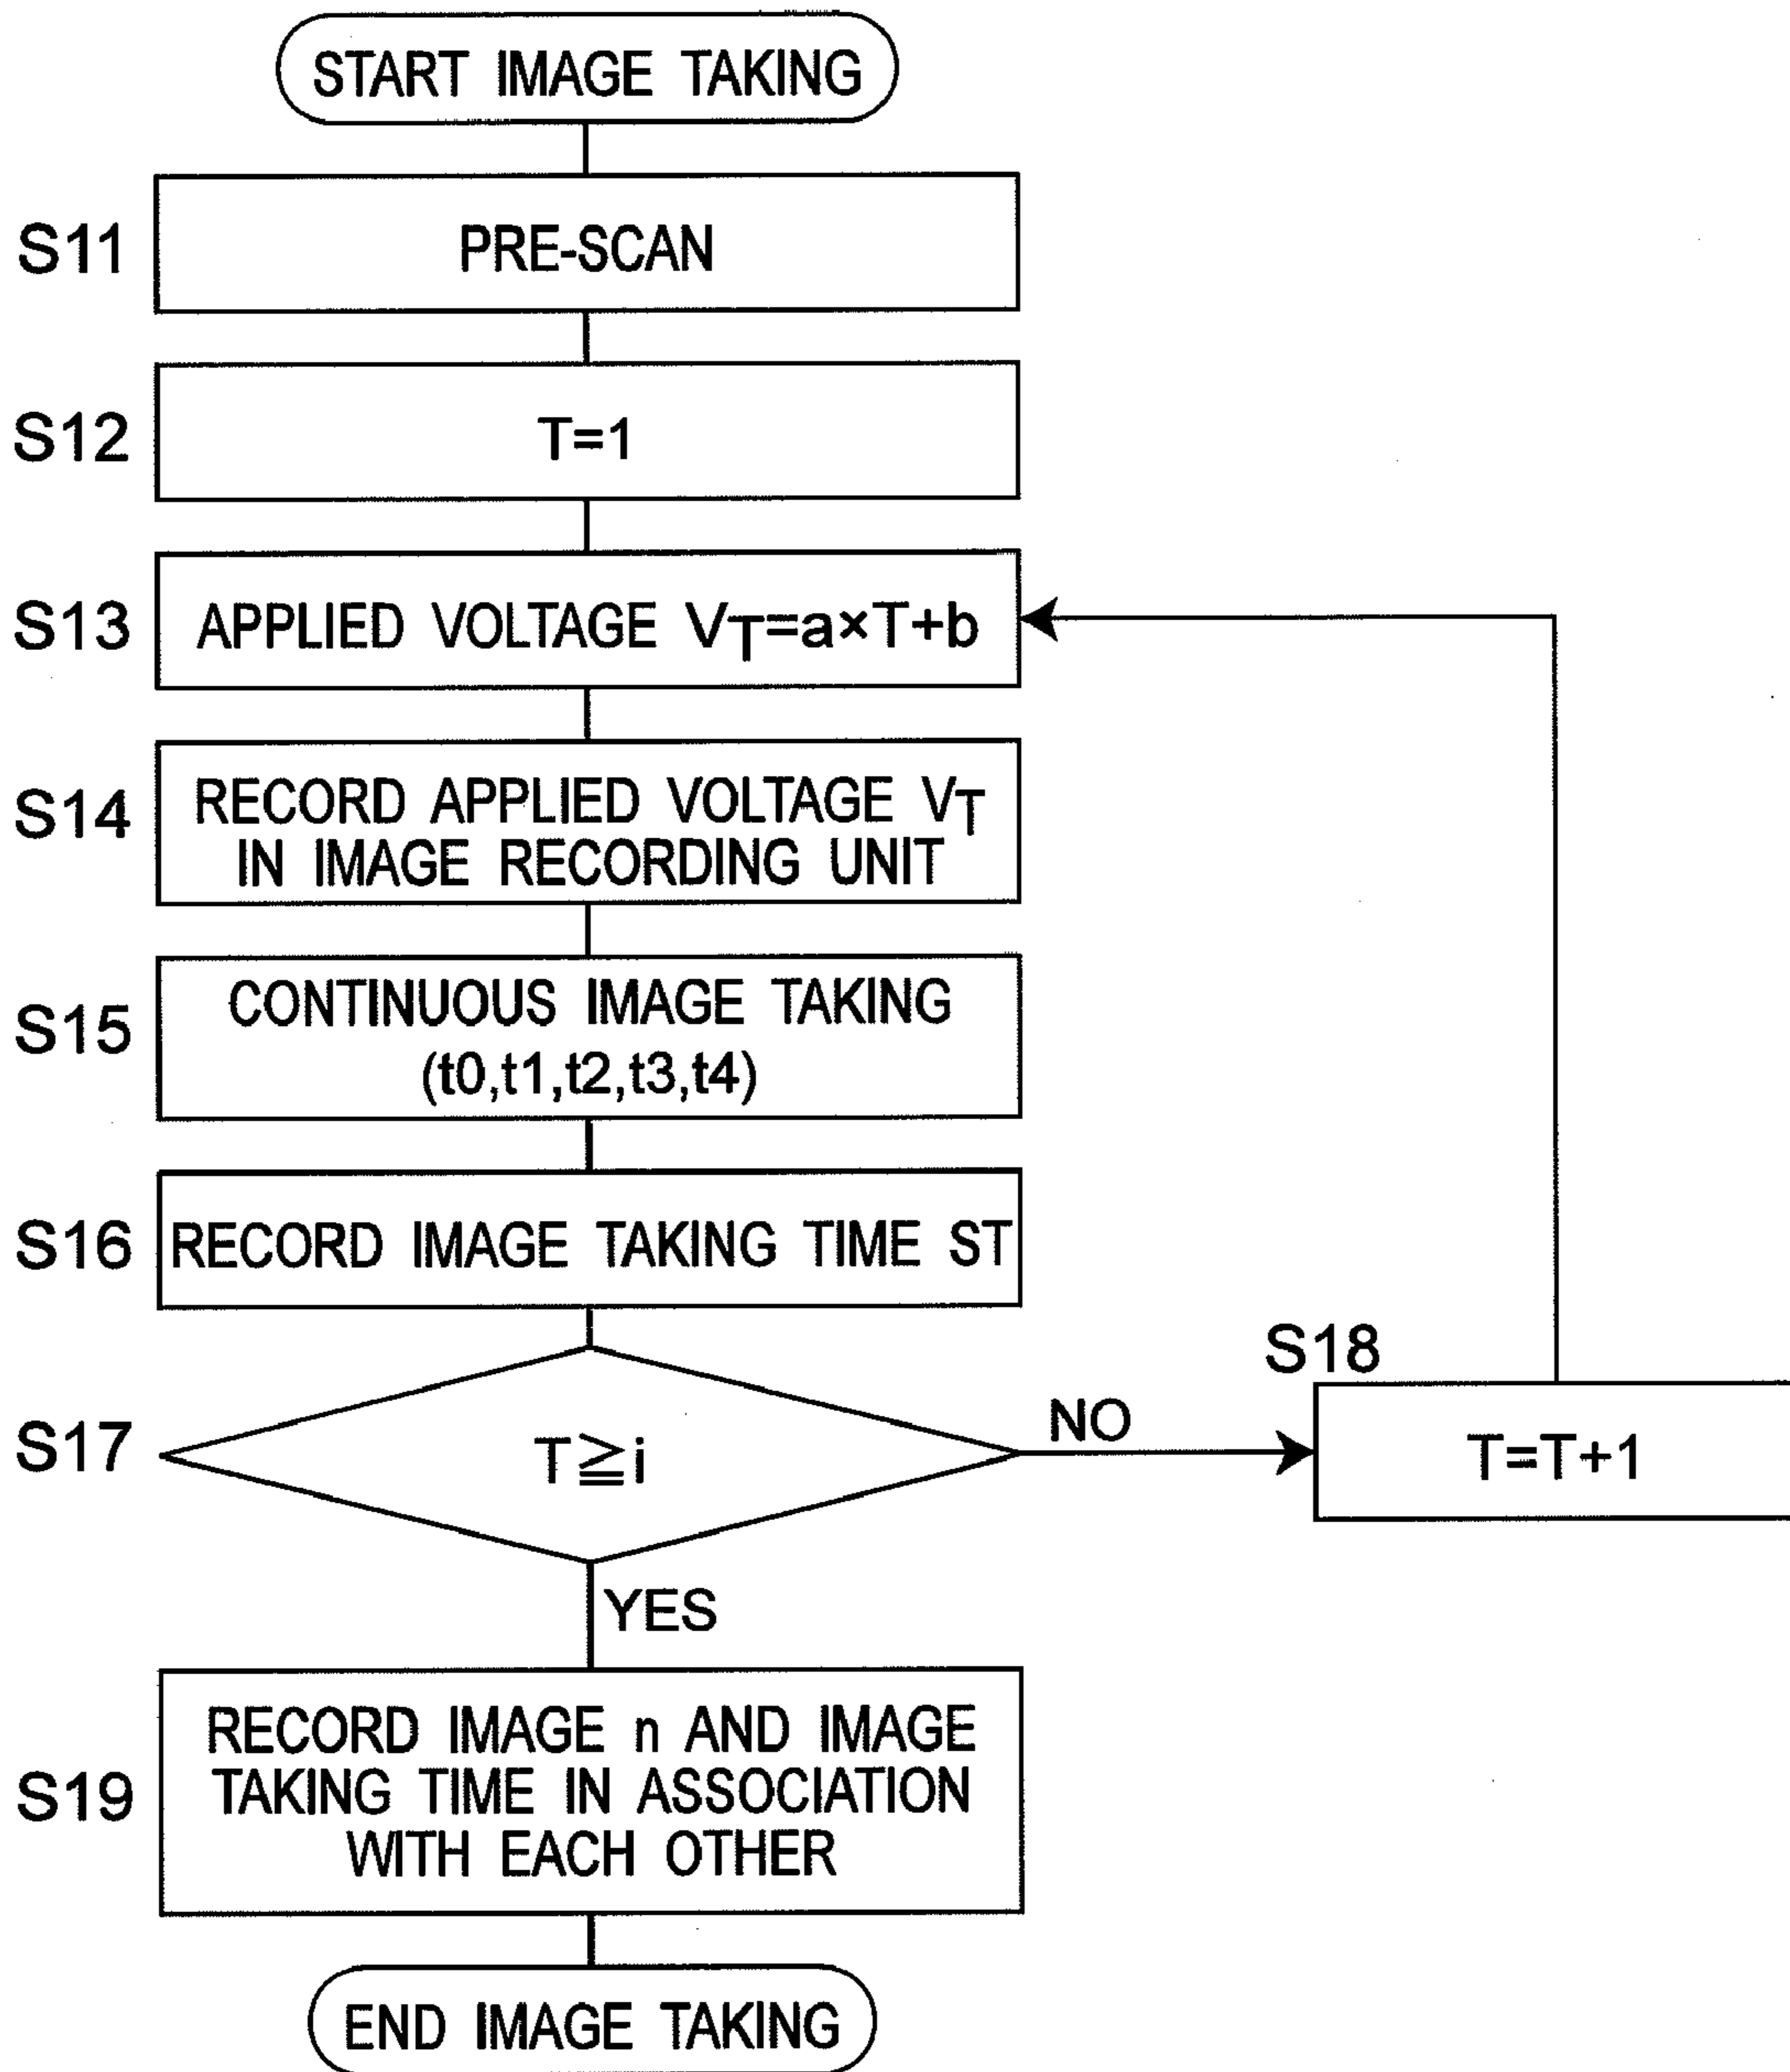 START IMAGE TAKING
S11
PRE-SCAN
S12
T=1
S13
APPLIED VOLTAGE VT=a×T+b
S14
RECORD APPLIED VOLTAGE VT
IN IMAGE RECORDING UNIT
S15
CONTINUOUS IMAGE TAKING
(t0,t1,t2,t3,t4)
S16
RECORD IMAGE TAKING TIME ST
S17
T≧i
NO
S18
T=T+1
YES
S19
RECORD IMAGE n AND IMAGE
TAKING TIME IN ASSOCIATION
WITH EACH OTHER
END IMAGE TAKING